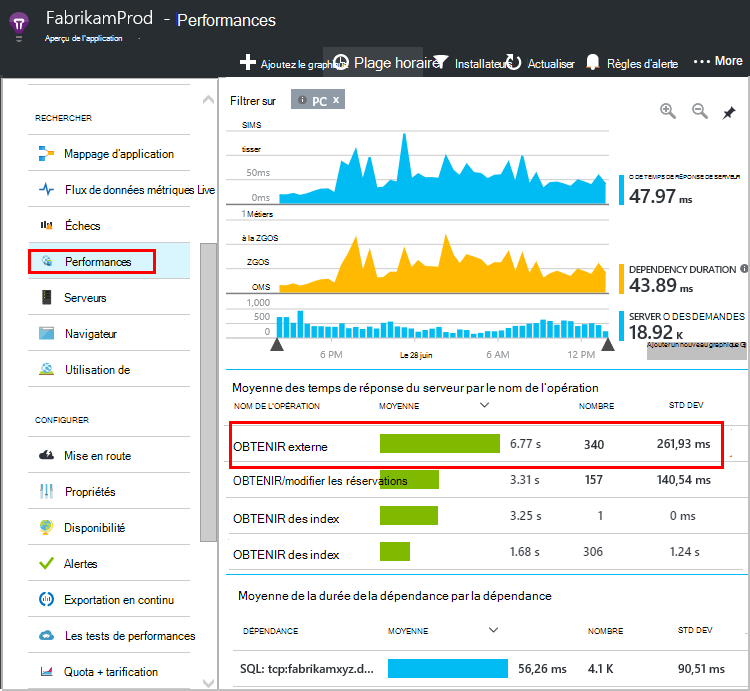 FabrikamProd - Performances
Aperçu de l'application
Ajoutez le graphique
Plage horaire
Installateurs
Actualiser
Règles d'alerte
More
RECHERCHER
Mappage d'application
Flux de données métriques Live
Échecs
Performances
Serveurs
Navigateur
Utilisation de
CONFIGURER
Mise en route
Propriétés
Disponibilité
Alertes
Exportation en continu
Les tests de performances
Quota + tarification
Filtrer sur
PC x
SIMS
tisser
50ms
0ms
O DE TEMPS DE RÉPONSE DE SERVEUR
47.97 ms
1 Métiers
à la ZGOS
ZGOS
OMS
DEPENDENCY DURATION
43.89 ms
1,000
500
0
SERVER O DES DEMANDES
18.92 K
Ajouter un nouveau graphique
6 PM
Le 28 juin
6 AM
12 PM
Moyenne des temps de réponse du serveur par le nom de l'opération
NOM DE L'OPÉRATION MOYENNE NOMBRE STD DEV
OBTENIR externe 6.77 s 340 261,93 ms
OBTENIR/modifier les réservations 3.31 s 157 140,54 ms
OBTENIR des index 3.25 s 1 0 ms
OBTENIR des index 1.68 s 306 1.24 s
Moyenne de la durée de la dépendance par la dépendance
DÉPENDANCE MOYENNE NOMBRE STD DEV
SQL: tcp:fabrikamxyz.d... 56,26 ms 4.1 K 90,51 ms